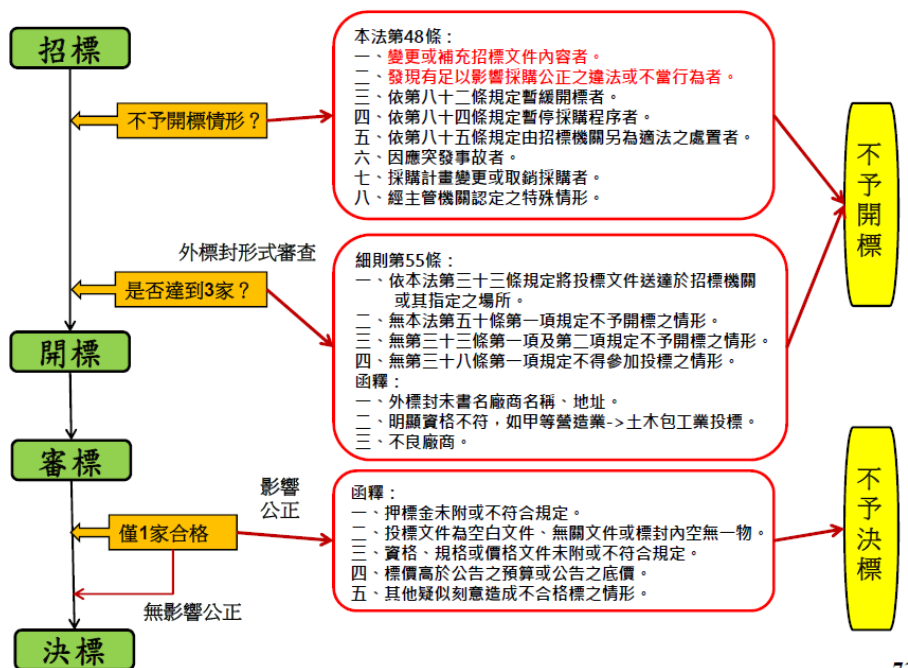 招標
不予開標情形？
本法第48條：
一、變更或補充招標文件內容者。
二、發現有足以影響採購公正之違法或不當行為者。
三、依第八十二條規定暫緩開標者。
四、依第八十四條規定暫停採購程序者。
五、依第八十五條規定由招標機關另為適法之處置者。
六、因應突發事故者。
七、採購計畫變更或取銷採購者。
八、經主管機關認定之特殊情形。
不予開標
外標封形式審查
是否達到3家？
細則第55條：
一、依本法第三十三條規定將投標文件送達於招標機關
或其指定之場所。
二、無本法第五十條第一項規定不予開標之情形。
三、無第三十三條第一項及第二項規定不予開標之情形。
四、無第三十八條第一項規定不得參加投標之情形。
函釋：
一、外標封未書名廠商名稱、地址。
二、明顯資格不符，如甲等營造業->土木包工業投標。
三、不良廠商。
開標
審標
影響
公正
僅1家合格
無影響公正
函釋：
一、押標金未附或不符合規定。
二、投標文件為空白文件、無關文件或標封內空無一物。
三、資格、規格或價格文件未附或不符合規定。
四、標價高於公告之預算或公告之底價。
五、其他疑似刻意造成不合格標之情形。
不予決標
決標